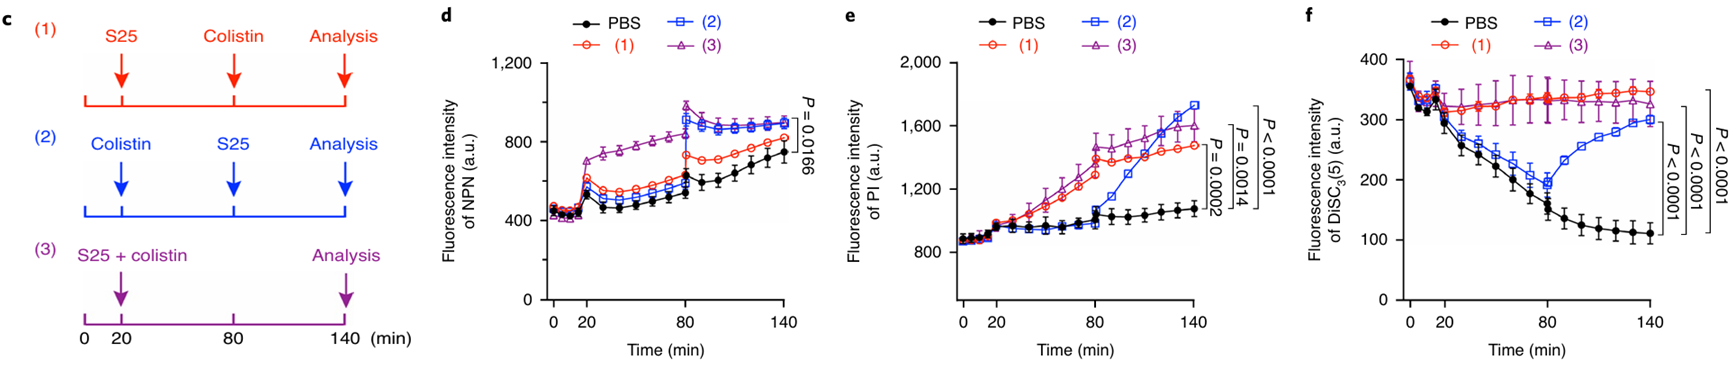 c
(1)
S25
Colistin
Analysis
(2)
Colistin
S25
Analysis
(3)
S25 + colistin
Analysis
0
20
80
140
(min)
d
PBS
(2)
(1)
(3)
Fluorescence intensity
of NPN (a.u.)
1,200
800
400
0
P = 0.0166
0
20
80
140
Time (min)
e
PBS
(2)
(1)
(3)
Fluorescence intensity
of PI (a.u.)
2,000
1,600
1,200
800
P = 0.0002
P = 0.0014
P < 0.0001
0
20
80
140
Time (min)
f
PBS
(2)
(1)
(3)
Fluorescence intensity
of DiSC₃(5) (a.u.)
400
300
200
100
0
P < 0.0001
P < 0.0001
P < 0.0001
0
20
80
140
Time (min)